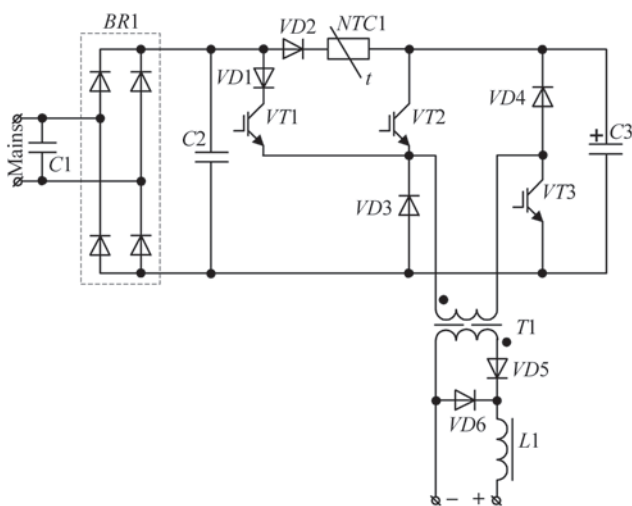 BR1
VD2
NTC1
t
VD1
VT1
VT2
VD4
C3
+
Mains
C1
C2
VD3
VT3
T1
VD5
VD6
L1
- +